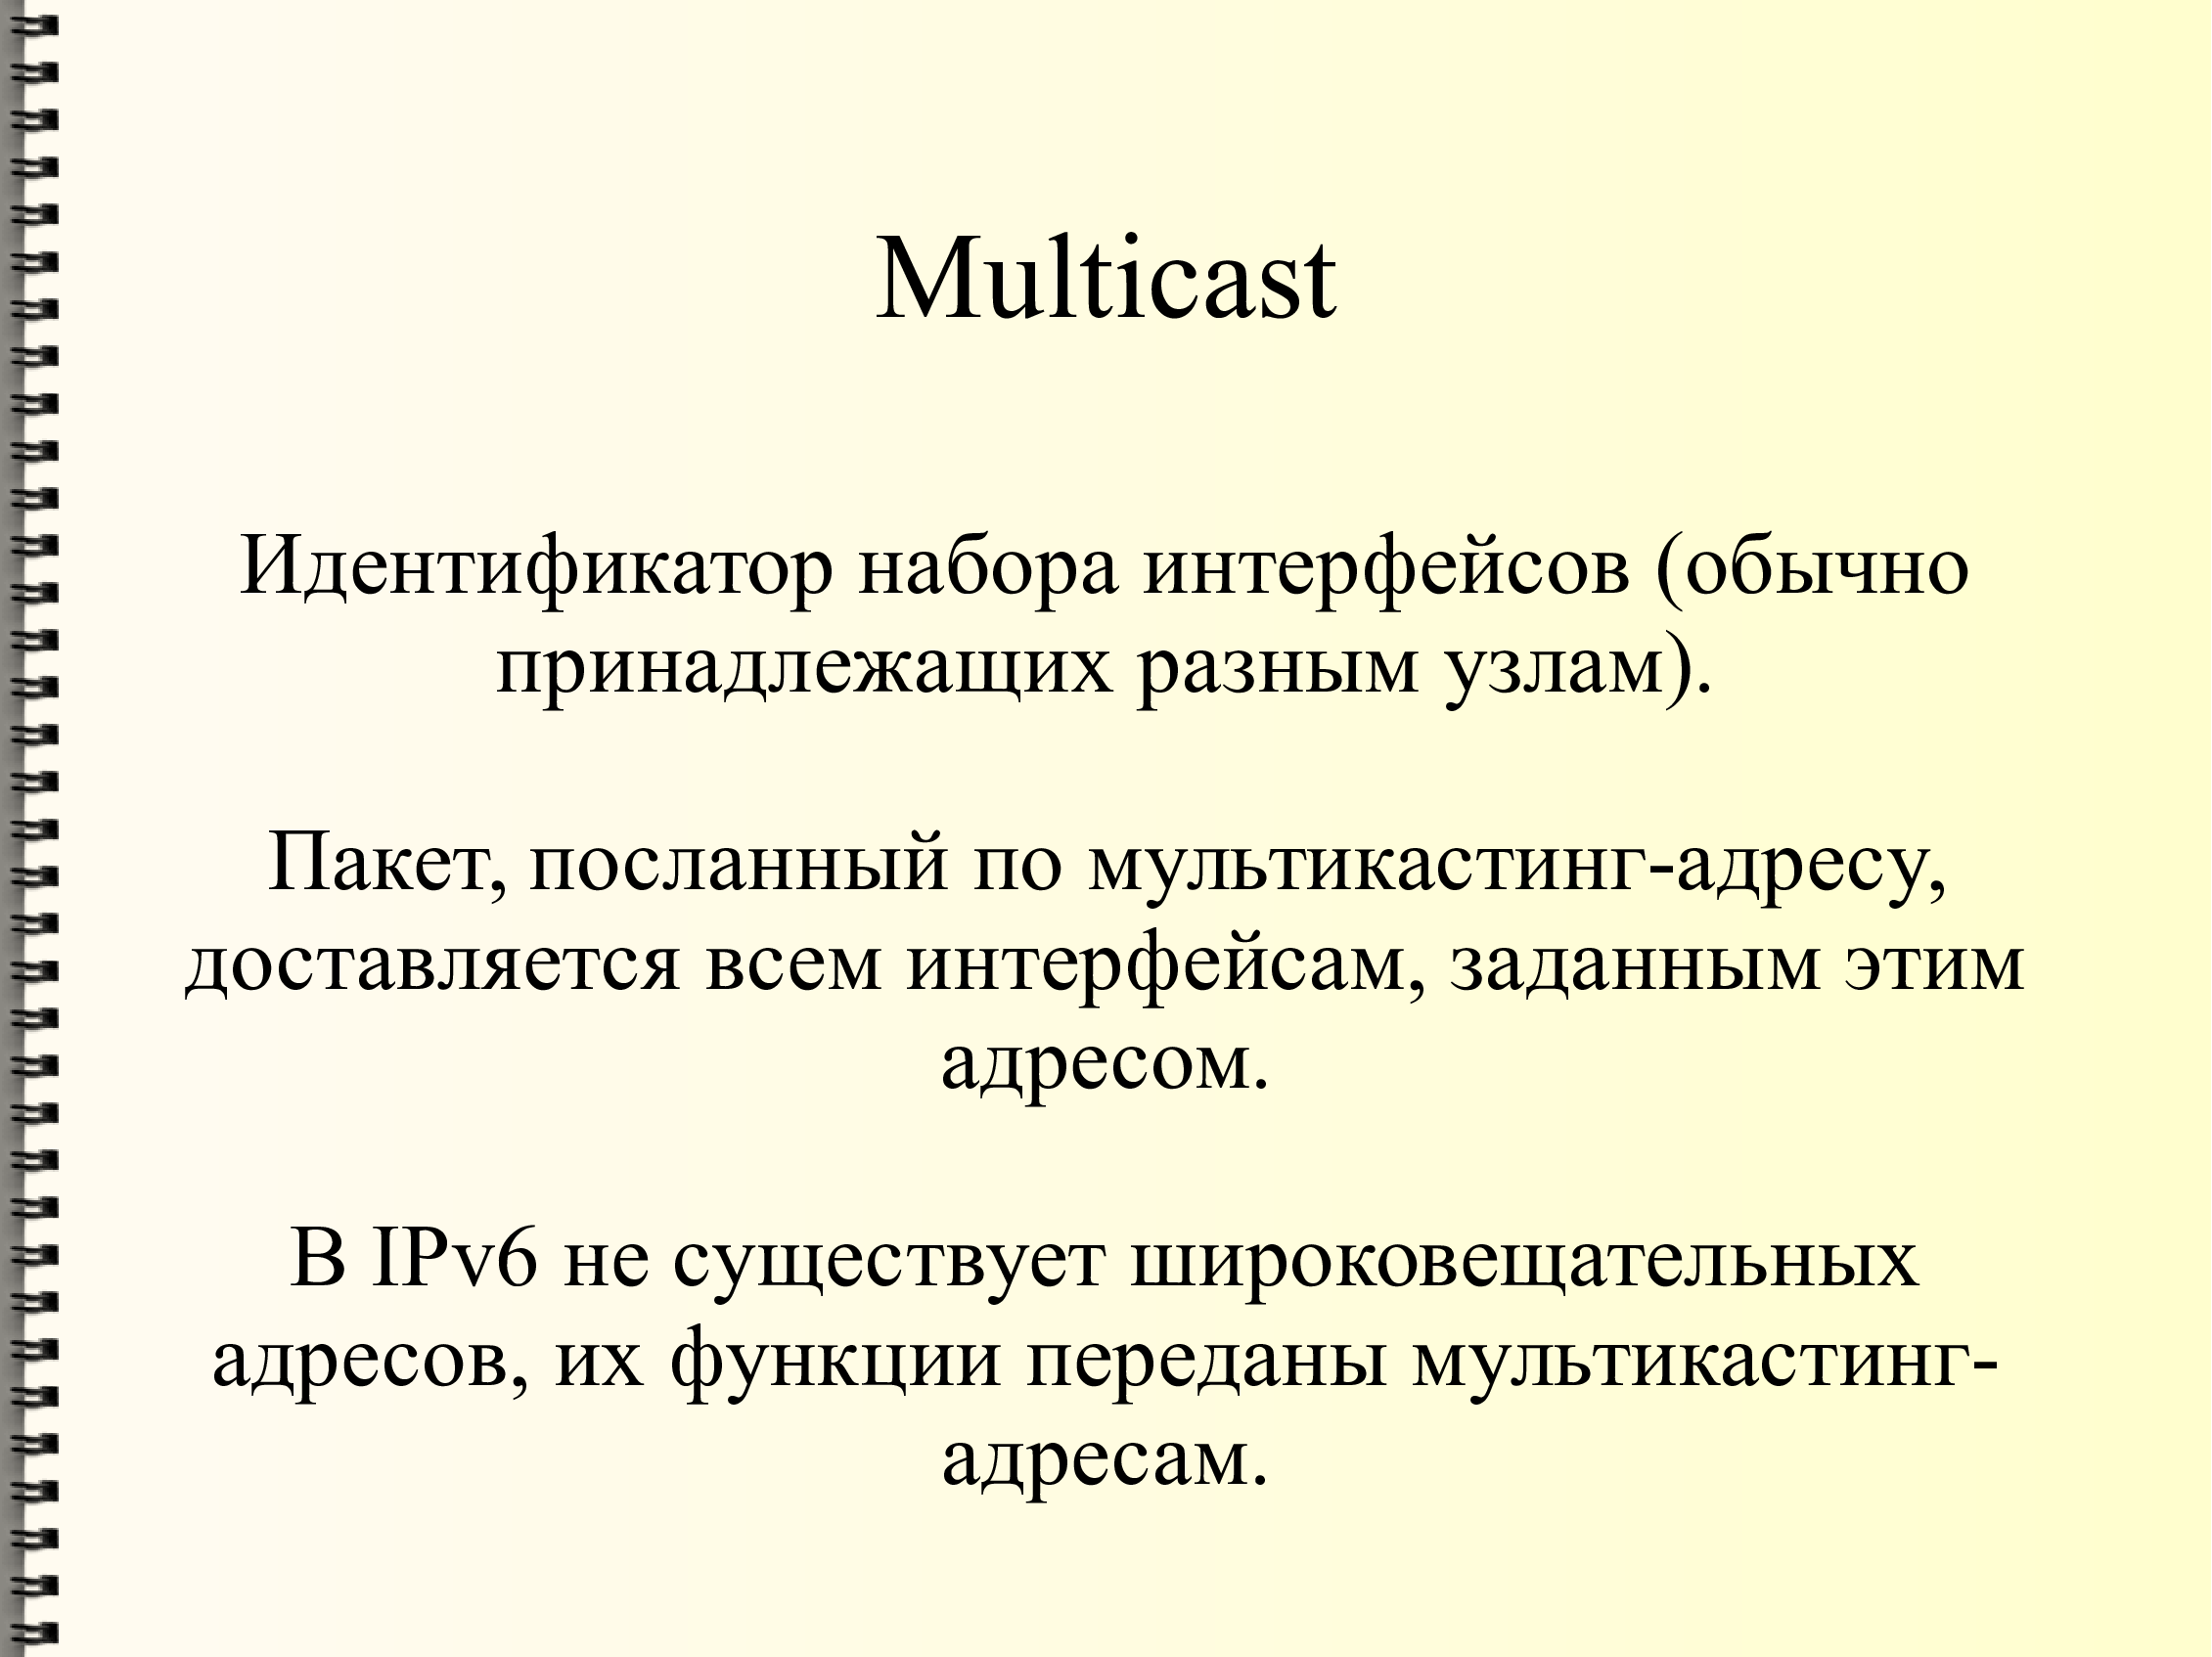 Multicast
Идентификатор набора интерфейсов (обычно
принадлежащих разным узлам).
Пакет, посланный по мультикастинг-адресу,
доставляется всем интерфейсам, заданным этим
адресом.
В IPv6 не существует широковещательных
адресов, их функции переданы мультикастинг-
адресам.